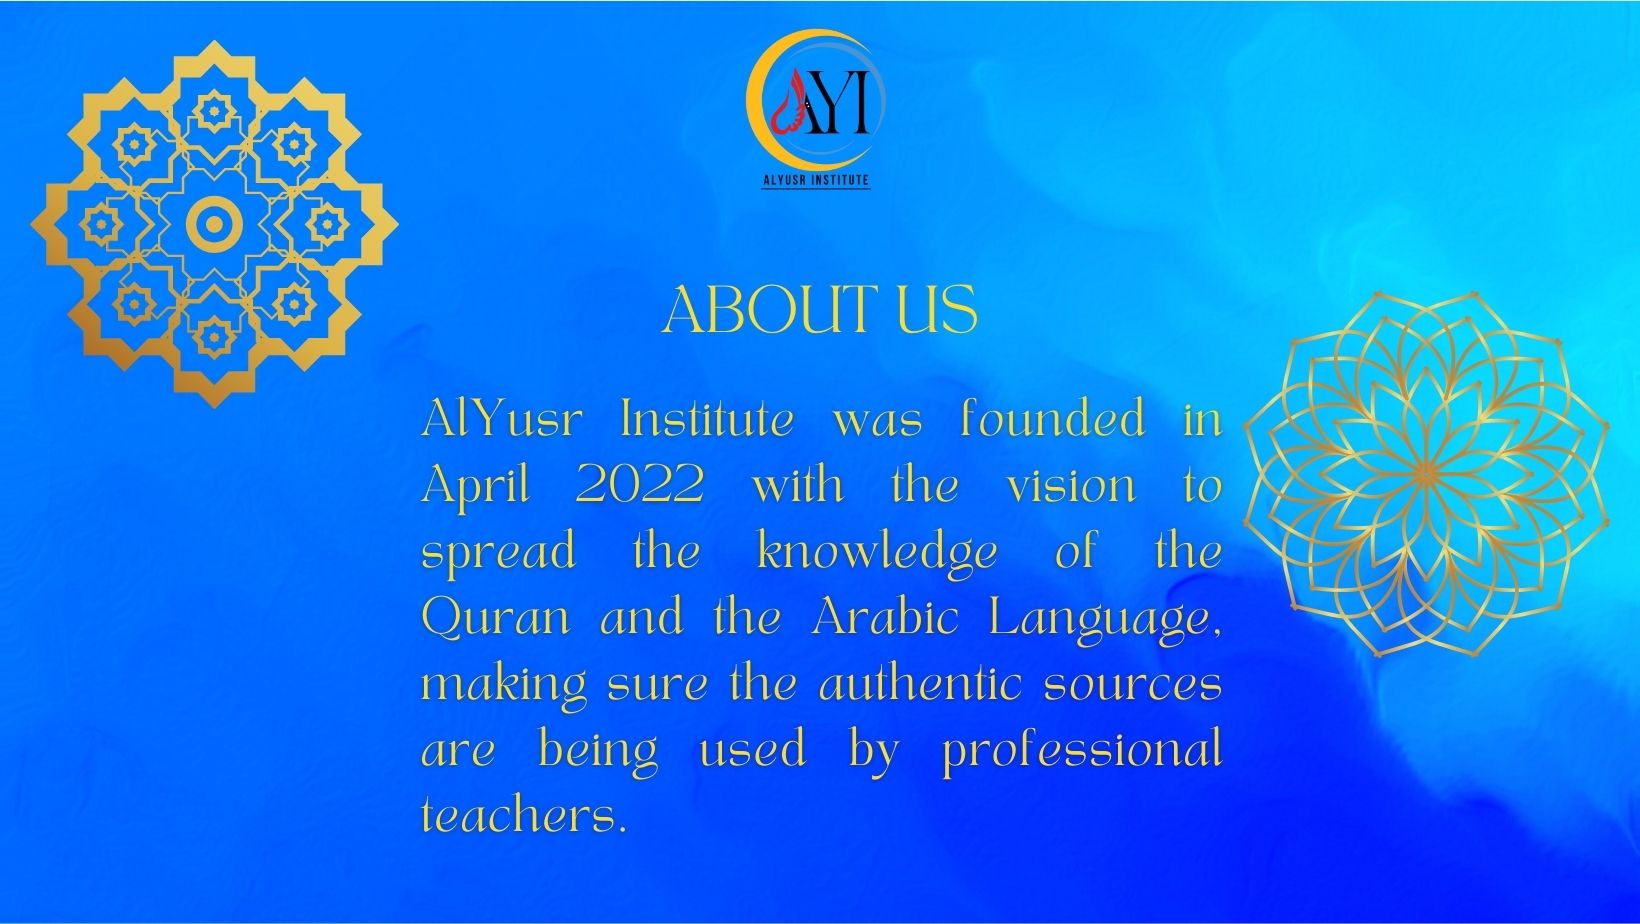 AYI
ALYUSR INSTITUTE
ABOUT US
AlYusr Institute was founded in
April 2022 with the vision to
spread the knowledge of the
Quran and the Arabic Language,
making sure the authentic sources
are being used by professional
teachers.